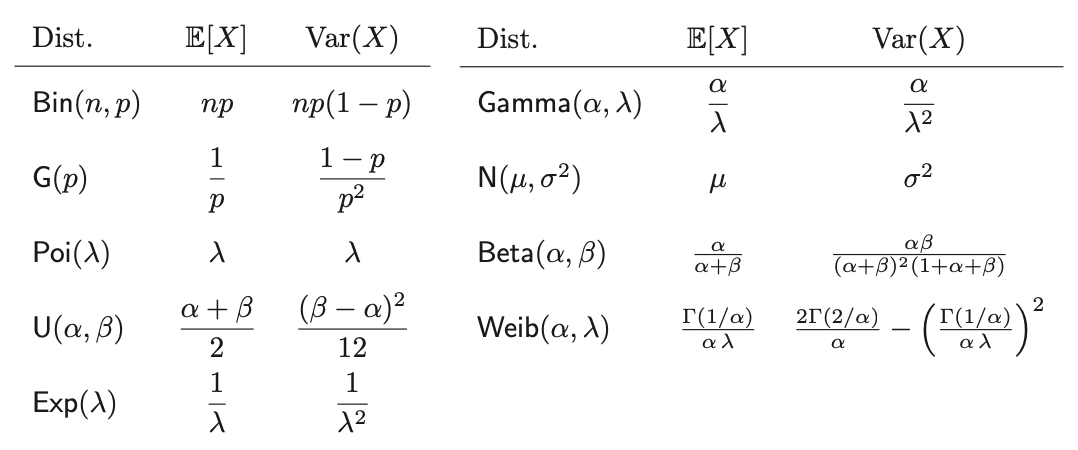 Dist. 𝔼[X] Var(X)
Bin(n, p) np np(1 − p)
G(p) 1/p (1 − p)/p²
Poi(λ) λ λ
U(α, β) (α + β)/2 (β − α)²/12
Exp(λ) 1/λ 1/λ²
Dist. 𝔼[X] Var(X)
Gamma(α, λ) α/λ α/λ²
N(μ, σ²) μ σ²
Beta(α, β) α/(α+β) αβ/((α+β)²(1+α+β))
Weib(α, λ) Γ(1/α)/(α λ) 2Γ(2/α)/α − (Γ(1/α)/(α λ))²